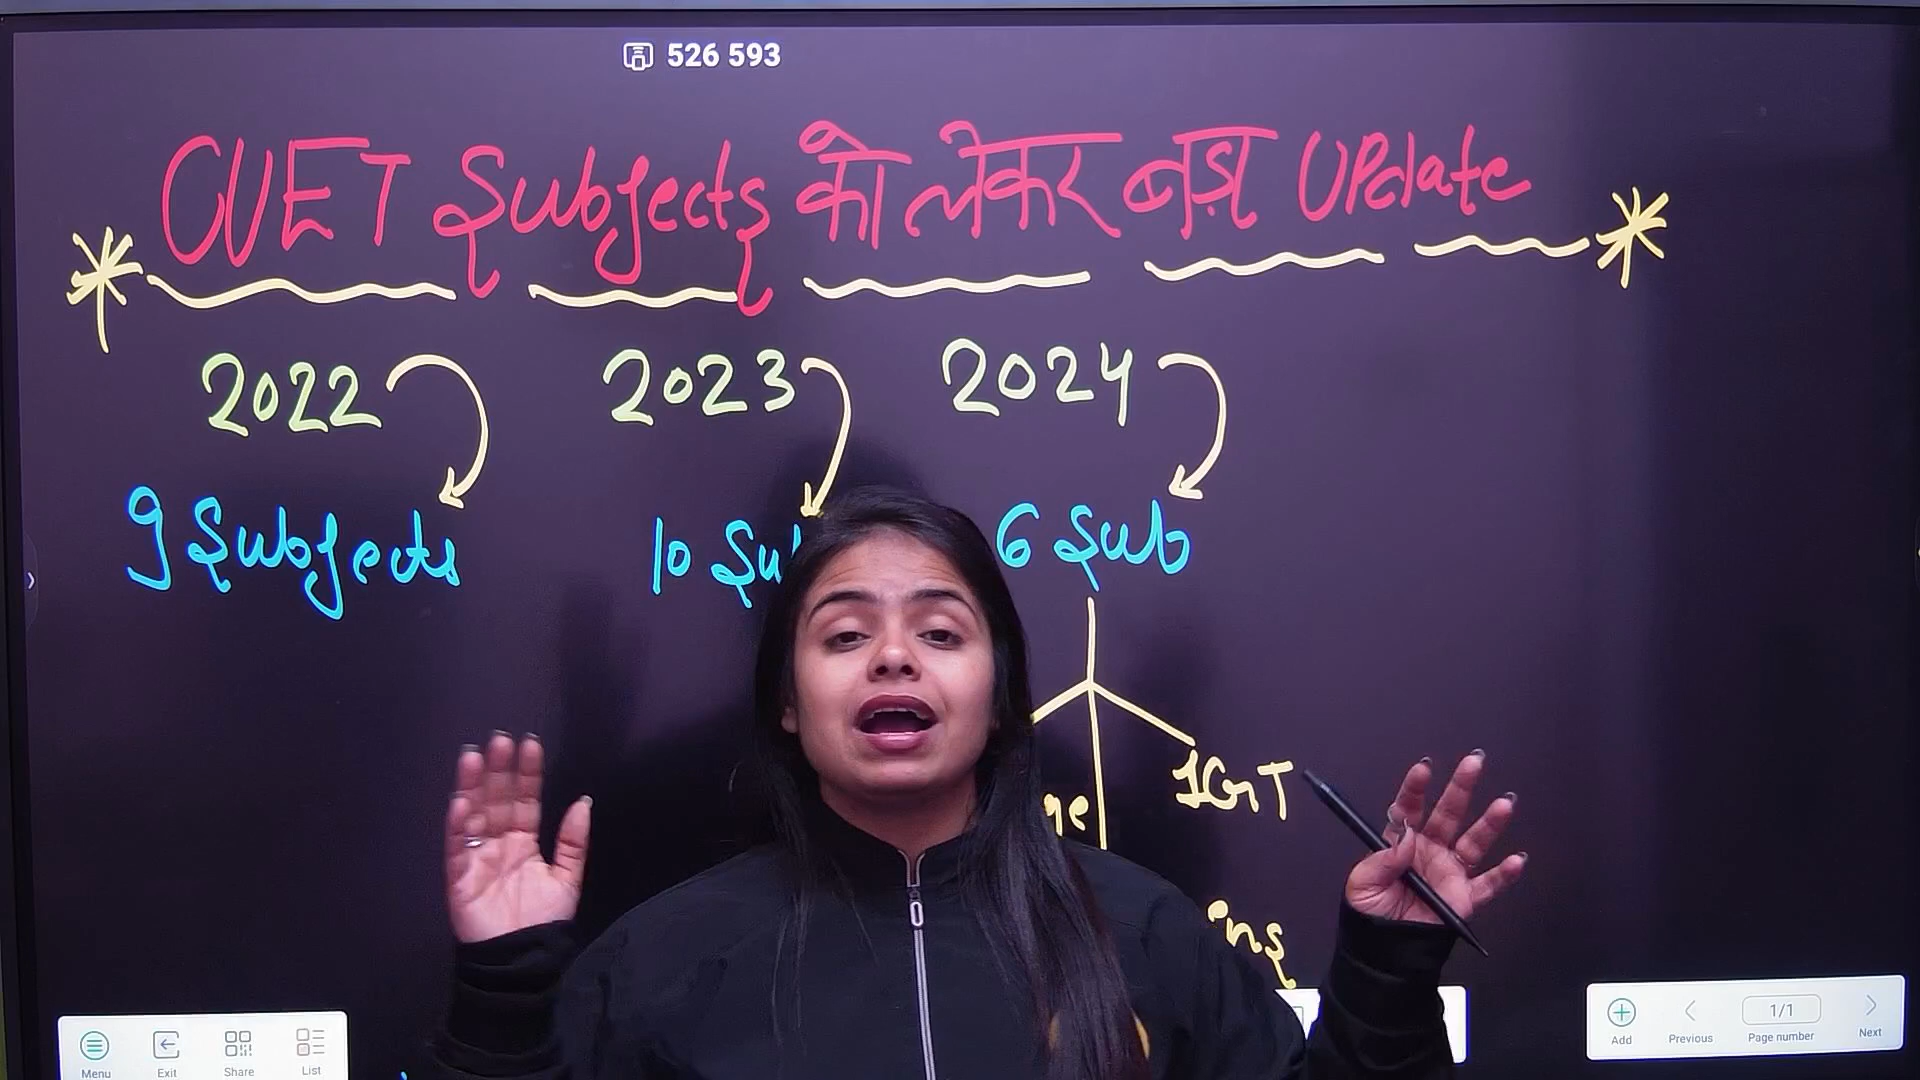 526 593
CUET Subjects को लेकर बड़ा UPdate
2022 2023 2024
9 Subjects 10 Su 6 Sub
1GT
Menu Exit Share List
Add Previous 1/1 Page number Next